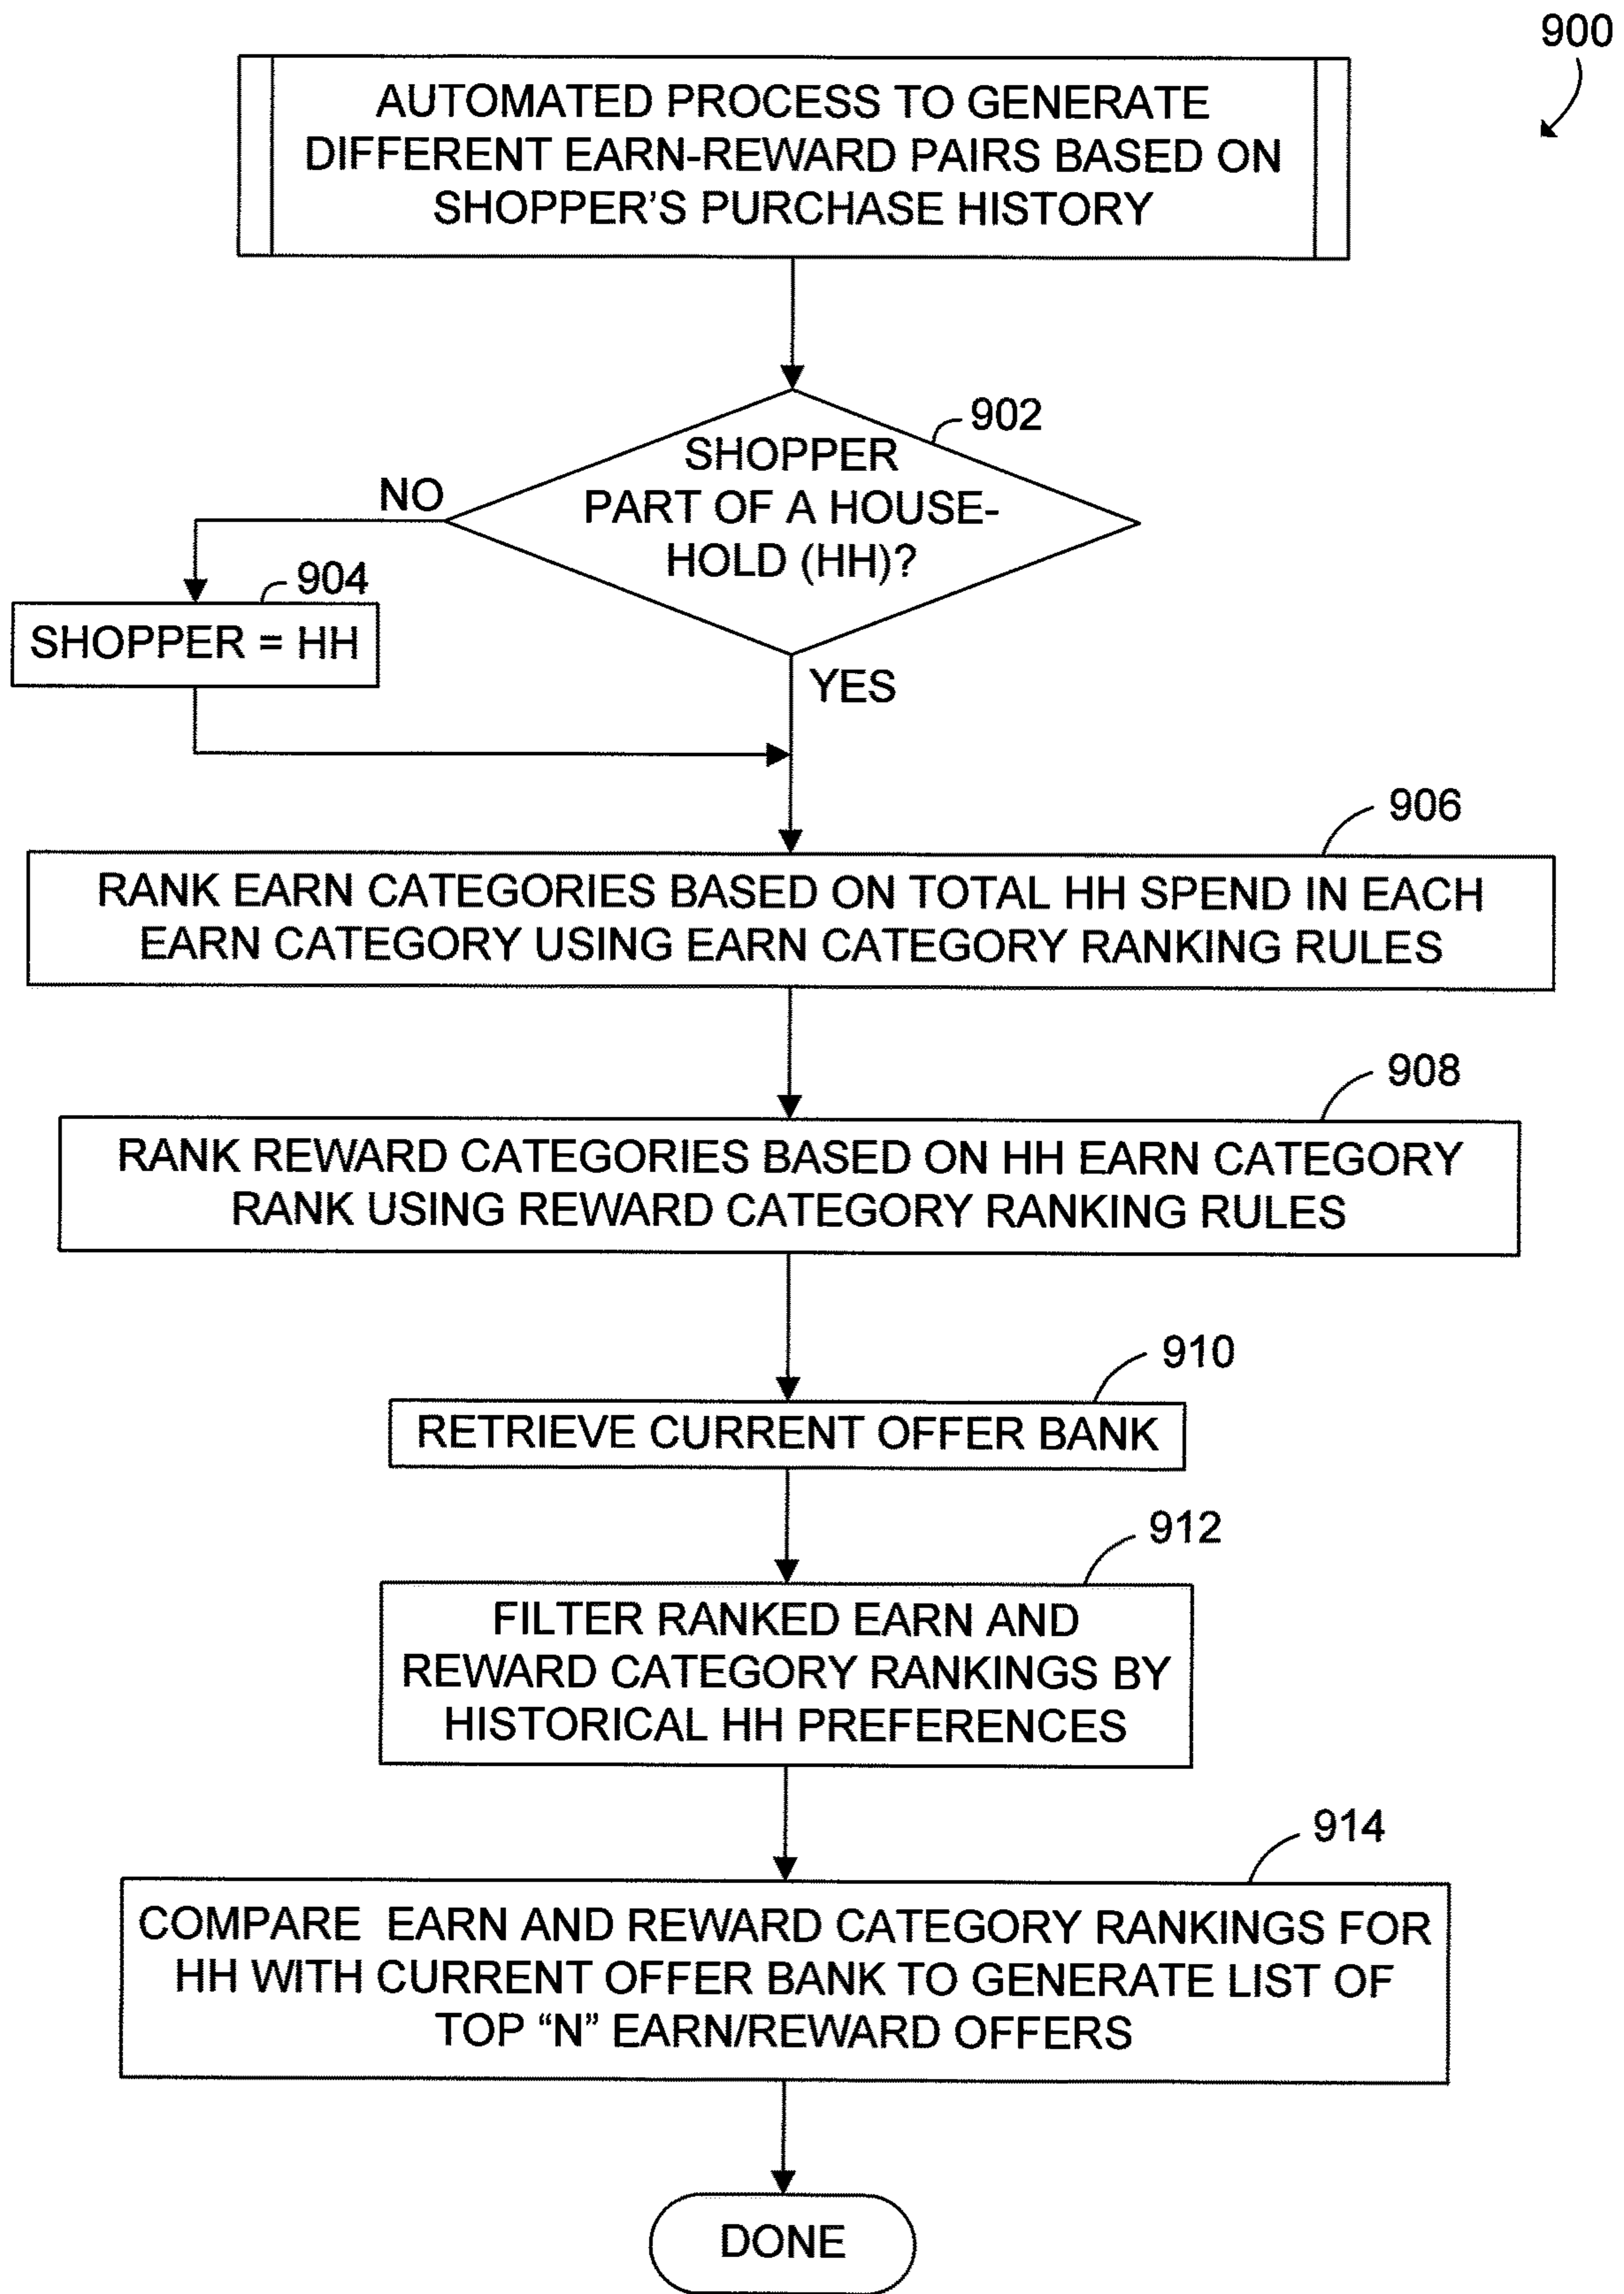 900
AUTOMATED PROCESS TO GENERATE
DIFFERENT EARN-REWARD PAIRS BASED ON
SHOPPER'S PURCHASE HISTORY
902
SHOPPER
PART OF A HOUSE-
HOLD (HH)?
NO
904
SHOPPER = HH
YES
906
RANK EARN CATEGORIES BASED ON TOTAL HH SPEND IN EACH
EARN CATEGORY USING EARN CATEGORY RANKING RULES
908
RANK REWARD CATEGORIES BASED ON HH EARN CATEGORY
RANK USING REWARD CATEGORY RANKING RULES
910
RETRIEVE CURRENT OFFER BANK
912
FILTER RANKED EARN AND
REWARD CATEGORY RANKINGS BY
HISTORICAL HH PREFERENCES
914
COMPARE EARN AND REWARD CATEGORY RANKINGS FOR
HH WITH CURRENT OFFER BANK TO GENERATE LIST OF
TOP “N” EARN/REWARD OFFERS
DONE